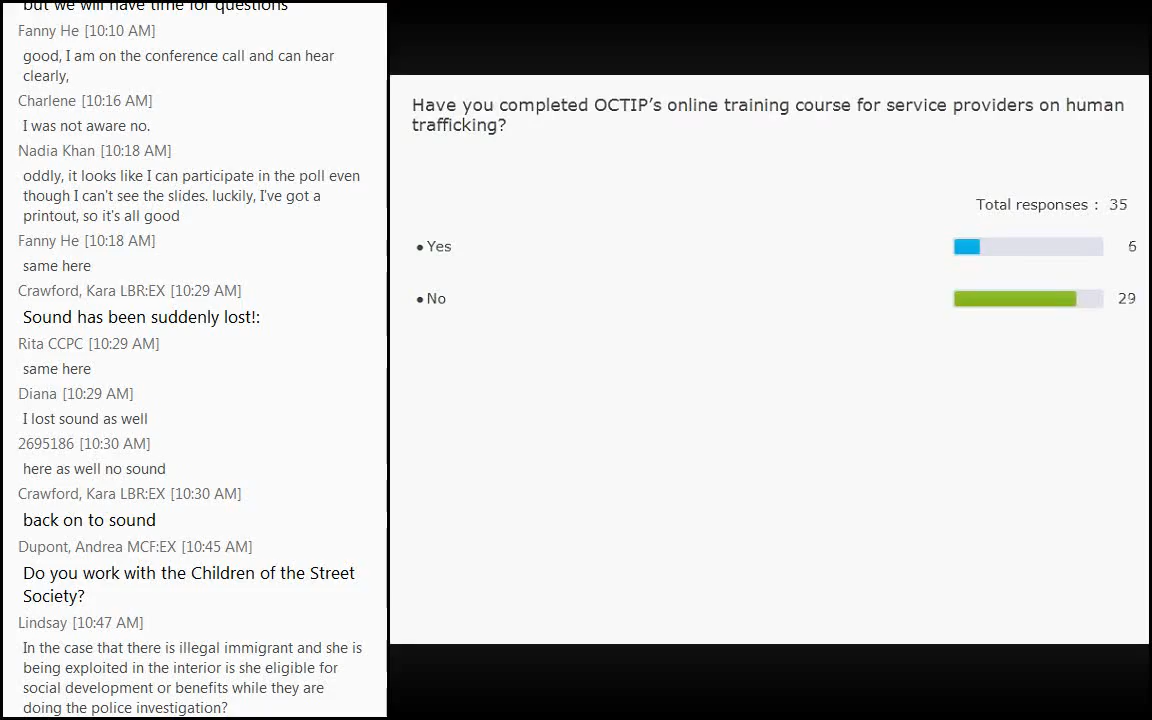 but we will have time for questions
Fanny He [10:10 AM]
good, I am on the conference call and can hear
clearly,
Charlene [10:16 AM]
I was not aware no.
Nadia Khan [10:18 AM]
oddly, it looks like I can participate in the poll even
though I can't see the slides. luckily, I've got a
printout, so it's all good
Fanny He [10:18 AM]
same here
Crawford, Kara LBR:EX [10:29 AM]
Sound has been suddenly lost!:
Rita CCPC [10:29 AM]
same here
Diana [10:29 AM]
I lost sound as well
2695186 [10:30 AM]
here as well no sound
Crawford, Kara LBR:EX [10:30 AM]
back on to sound
Dupont, Andrea MCF:EX [10:45 AM]
Do you work with the Children of the Street
Society?
Lindsay [10:47 AM]
In the case that there is illegal immigrant and she is
being exploited in the interior is she eligible for
social development or benefits while they are
doing the police investigation?
Have you completed OCTIP’s online training course for service providers on human
trafficking?
Total responses : 35
• Yes 6
• No 29